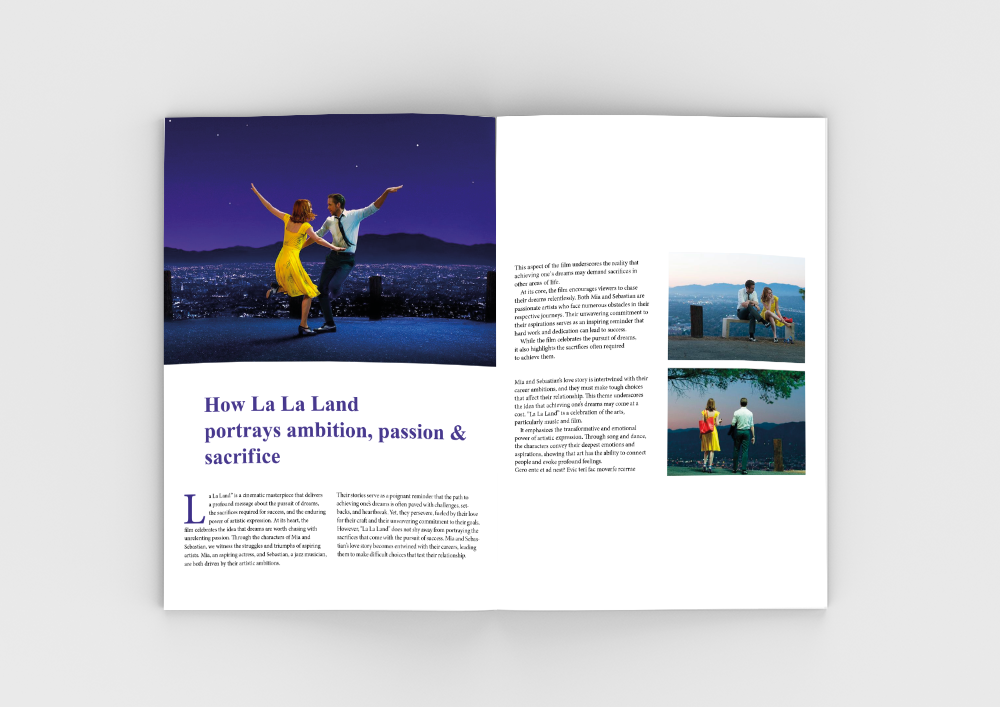 How La La Land
portrays ambition, passion &
sacrifice
La La Land" is a cinematic masterpiece that delivers
a profound message about the pursuit of dreams,
the sacrifices required for success, and the enduring
power of artistic expression. At its heart, the
film celebrates the idea that dreams are worth chasing with
unrelenting passion. Through the characters of Mia and
Sebastian, we witness the struggles and triumphs of aspiring
artists. Mia, an aspiring actress, and Sebastian, a jazz musician,
are both driven by their artistic ambitions.
Their stories serve as a poignant reminder that the path to
achieving one's dreams is often paved with challenges, set-
backs, and heartbreak. Yet, they persevere, fueled by their love
for their craft and their unwavering commitment to their goals.
However, "La La Land" does not shy away from portraying the
sacrifices that come with the pursuit of success. Mia and Sebas-
tian's love story becomes entwined with their careers, leading
them to make difficult choices that test their relationship.
This aspect of the film underscores the reality that
achieving one's dreams may demand sacrifices in
other areas of life.
At its core, the film encourages viewers to chase
their dreams relentlessly. Both Mia and Sebastian are
passionate artists who face numerous obstacles in their
respective journeys. Their unwavering commitment to
their aspirations serves as an inspiring reminder that
hard work and dedication can lead to success.
While the film celebrates the pursuit of dreams,
it also highlights the sacrifices often required
to achieve them.
Mia and Sebastian's love story is intertwined with their
career ambitions, and they must make tough choices
that affect their relationship. This theme underscores
the idea that achieving one's dreams may come at a
cost. "La La Land" is a celebration of the arts,
particularly music and film.
It emphasizes the transformative and emotional
power of artistic expression. Through song and dance,
the characters convey their deepest emotions and
aspirations, showing that art has the ability to connect
people and evoke profound feelings.
Cero eric et ad nest? Evic teri fac moverfe rcerme